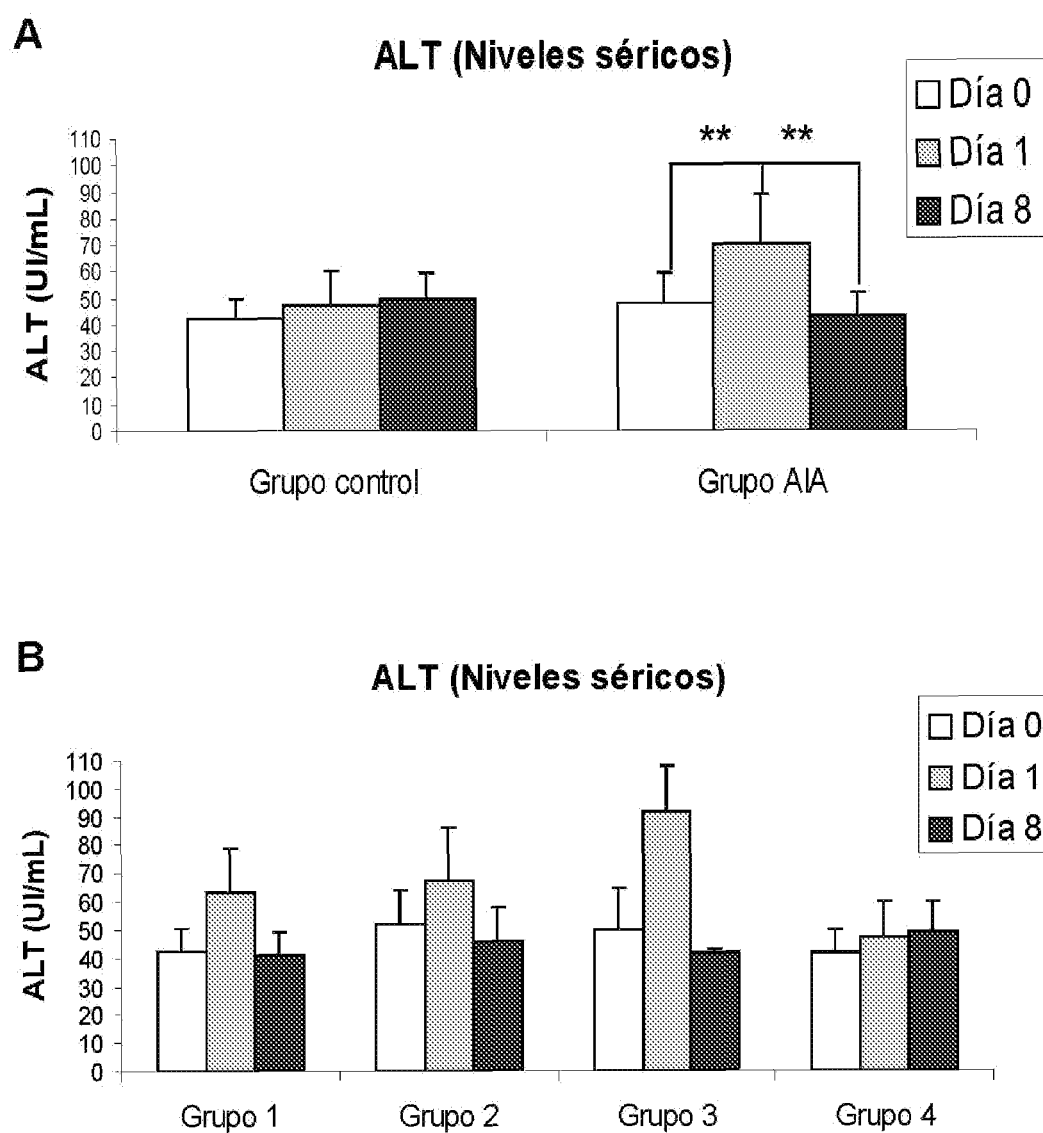 A
ALT (Niveles séricos)
Día 0
Día 1
Día 8
** **
ALT (UI/mL)
110
100
90
80
70
60
50
40
30
20
10
0
Grupo control Grupo AIA
B
ALT (Niveles séricos)
Día 0
Día 1
Día 8
ALT (UI/mL)
110
100
90
80
70
60
50
40
30
20
10
0
Grupo 1 Grupo 2 Grupo 3 Grupo 4